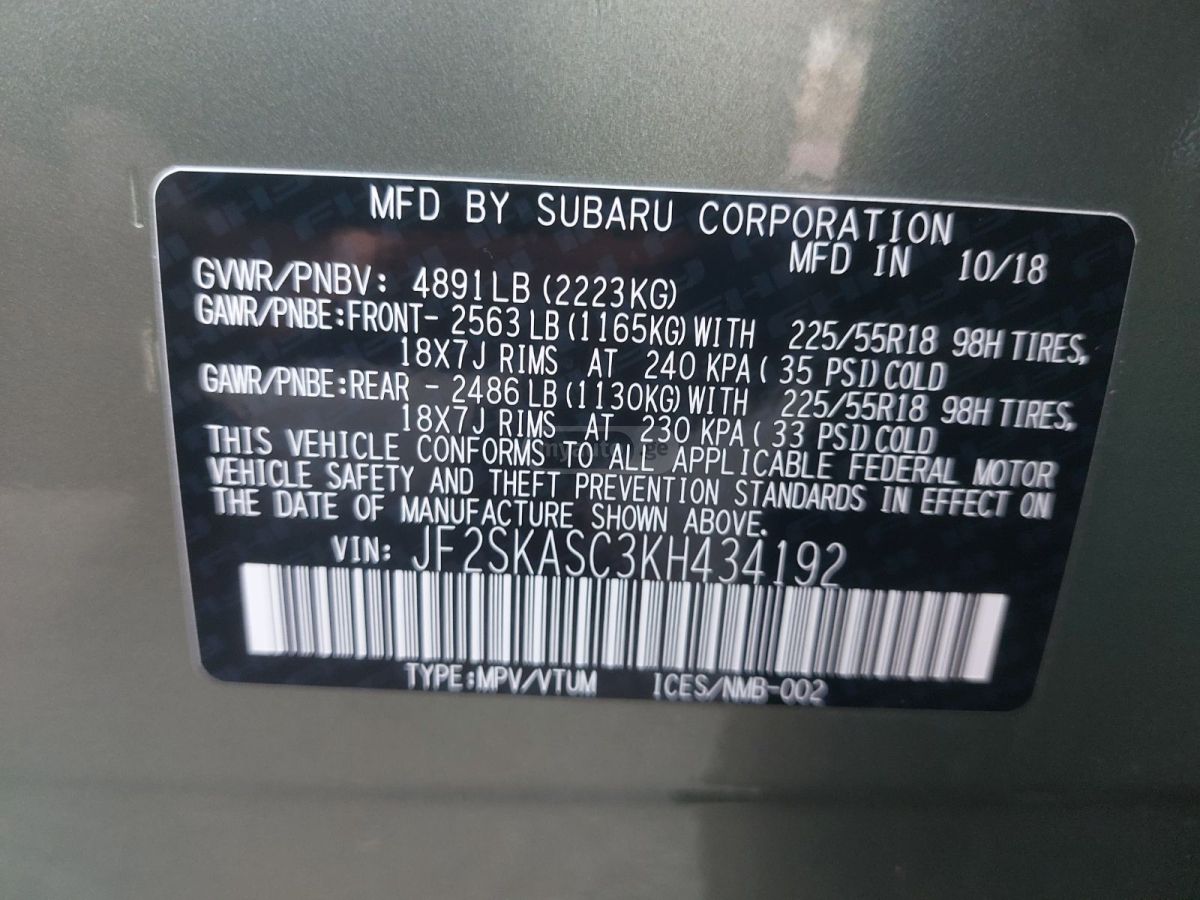 MFD BY SUBARU CORPORATION
MFD IN 10/18
GVWR/PNBV: 4891LB (2223KG)
GAWR/PNBE:FRONT- 2563 LB (1165KG) WITH 225/55R18 98H TIRES,
18X7J RIMS AT 240 KPA ( 35 PSI) COLD
GAWR/PNBE:REAR - 2486 LB (1130KG) WITH 225/55R18 98H TIRES,
18X7J RIMS AT 230 KPA ( 33 PSI) COLD
THIS VEHICLE CONFORMS TO ALL APPLICABLE FEDERAL MOTOR
myauto.ge
VEHICLE SAFETY AND THEFT PREVENTION STANDARDS IN EFFECT ON
THE DATE OF MANUFACTURE SHOWN ABOVE.
VIN: JF2SKASC3KH434192
TYPE:MPV/VTUM ICES/NMB-002